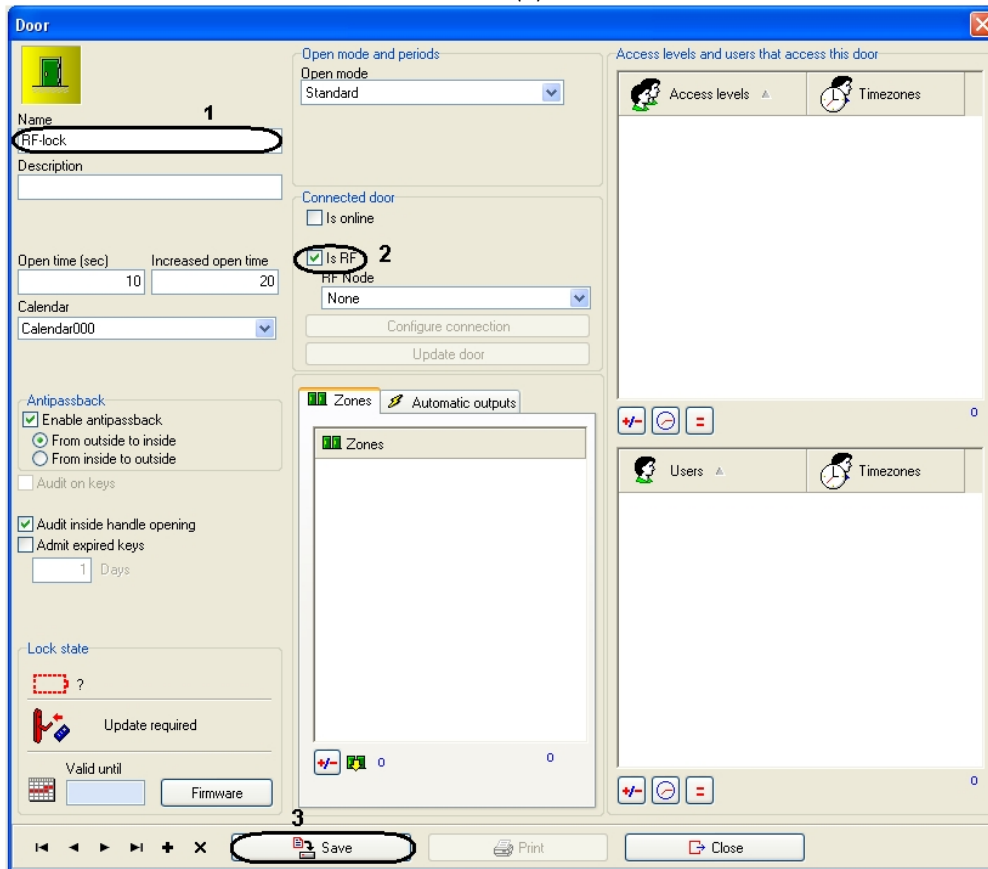 Door
Name
1
RF-lock
Description
Open time (sec)
Increased open time
10
20
Calendar
Calendar000
Antipassback
Enable antipassback
From outside to inside
From inside to outside
Audit on keys
Audit inside handle opening
Admit expired keys
1 Days
Lock state
?
Update required
Valid until
Firmware
Open mode and periods
Open mode
Standard
Connected door
Is online
Is RF 2
RF Node
None
Configure connection
Update door
Zones
Automatic outputs
Zones
+/- 0 0
Access levels and users that access this door
Access levels
Timezones
+/- = 0
Users
Timezones
+/- = 0
3
Save
Print
Close